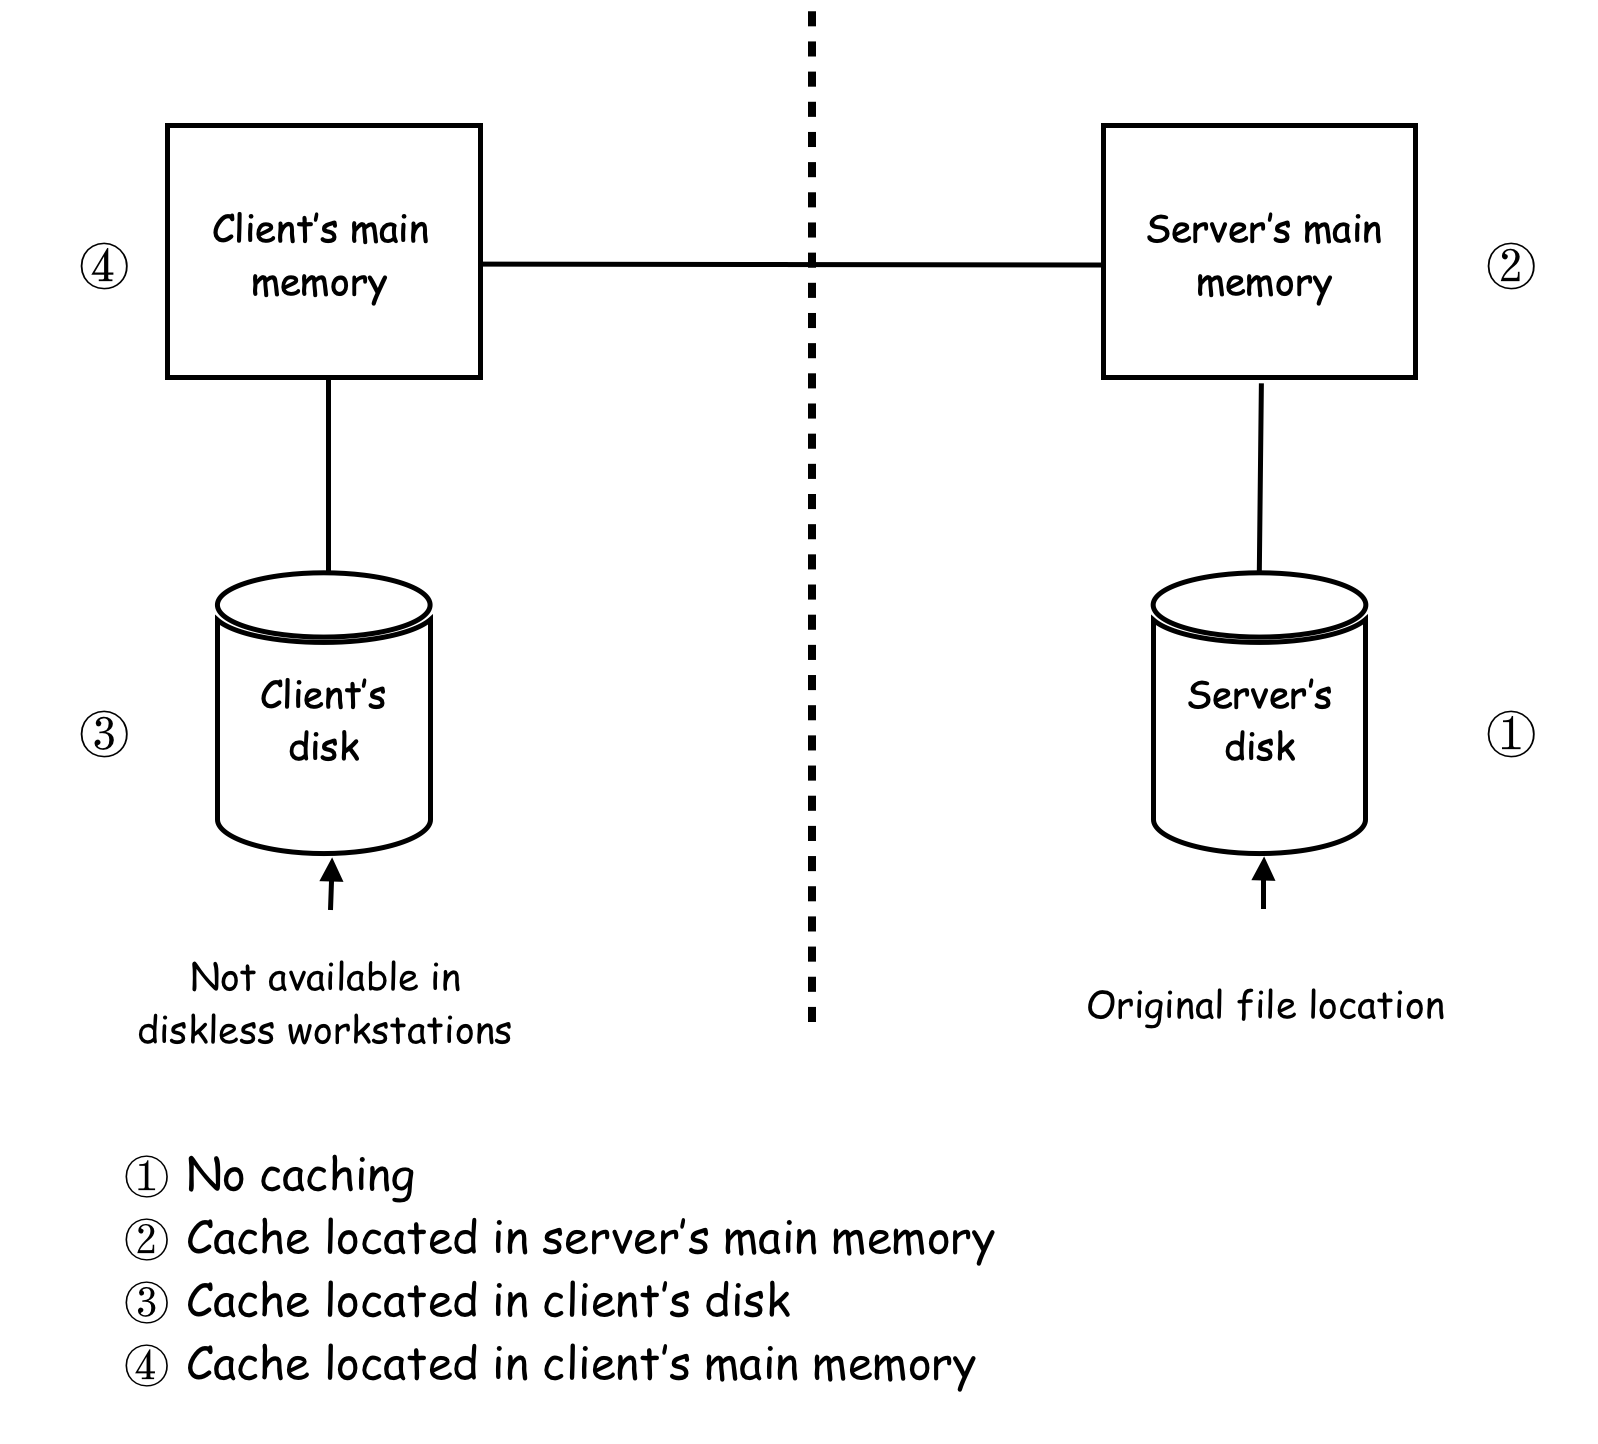 Client's main
memory
④
Server's main
memory
②
Client's
disk
③
Server's
disk
①
Not available in
diskless workstations
Original file location
① No caching
② Cache located in server's main memory
③ Cache located in client's disk
④ Cache located in client's main memory